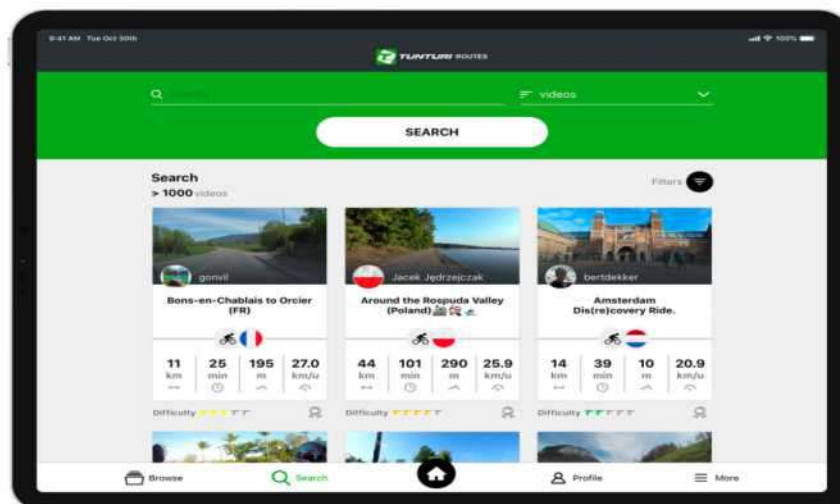 9:41 AM Tue Oct 30th
100%
TUNTURI ROUTES
videos
SEARCH
Search
> 1000 videos
Filters
gonvil
Jacek Jędrzejczak
bertdekker
Bons-en-Chablais to Orcier
(FR)
Around the Rospuda Valley
(Poland)
Amsterdam
Dis(re)covery Ride.
11 25 195 27.0
km min m km/u
44 101 290 25.9
km min m km/u
14 39 10 20.9
km min m km/u
Difficulty
Difficulty
Difficulty
Browse
Search
Profile
More